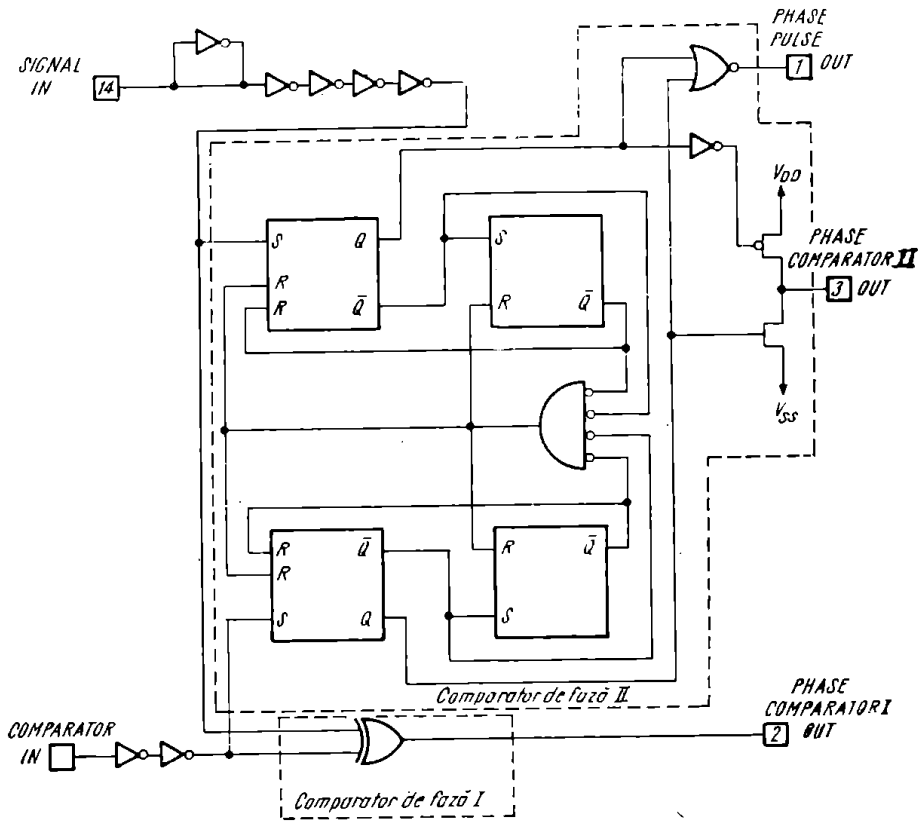 PHASE
PULSE
1 OUT
SIGNAL
IN 14
V_DD
S Q
R
R Q̄
S
R Q̄
PHASE
COMPARATOR II
3 OUT
V_SS
R Q̄
R
S Q
R Q̄
S
Comparator de fază II
PHASE
COMPARATOR I
2 OUT
COMPARATOR
IN
Comparator de fază I